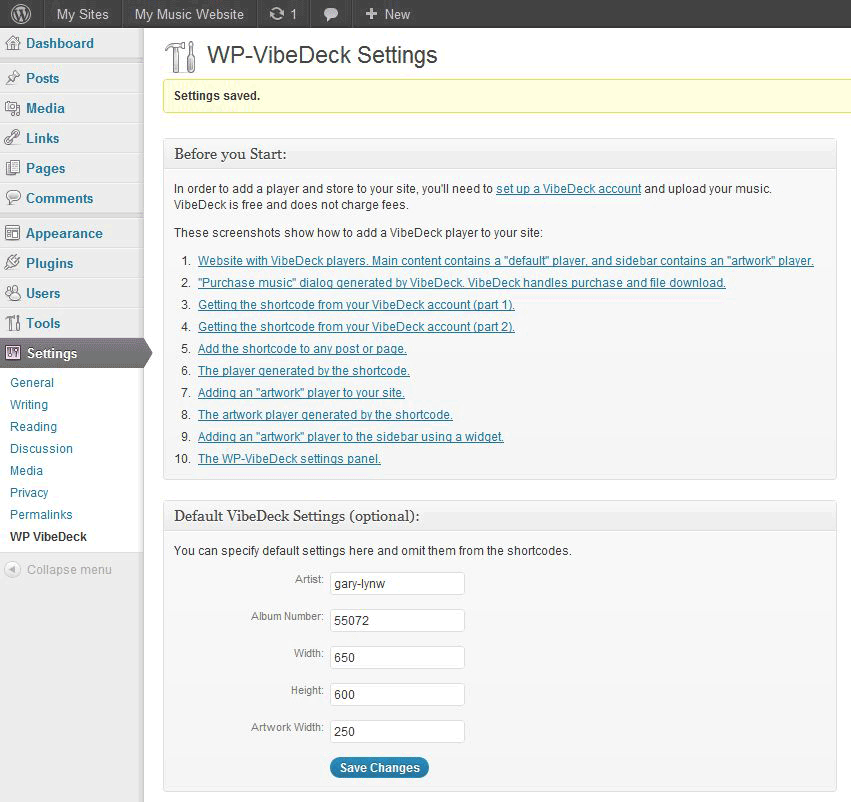 My Sites My Music Website 1 + New
Dashboard
Posts
Media
Links
Pages
Comments
Appearance
Plugins
Users
Tools
Settings
General
Writing
Reading
Discussion
Media
Privacy
Permalinks
WP VibeDeck
Collapse menu
WP-VibeDeck Settings
Settings saved.
Before you Start:
In order to add a player and store to your site, you'll need to set up a VibeDeck account and upload your music.
VibeDeck is free and does not charge fees.
These screenshots show how to add a VibeDeck player to your site:
1. Website with VibeDeck players. Main content contains a "default" player, and sidebar contains an "artwork" player.
2. "Purchase music" dialog generated by VibeDeck. VibeDeck handles purchase and file download.
3. Getting the shortcode from your VibeDeck account (part 1).
4. Getting the shortcode from your VibeDeck account (part 2).
5. Add the shortcode to any post or page.
6. The player generated by the shortcode.
7. Adding an "artwork" player to your site.
8. The artwork player generated by the shortcode.
9. Adding an "artwork" player to the sidebar using a widget.
10. The WP-VibeDeck settings panel.
Default VibeDeck Settings (optional):
You can specify default settings here and omit them from the shortcodes.
Artist: gary-lynw
Album Number: 55072
Width: 650
Height: 600
Artwork Width: 250
Save Changes